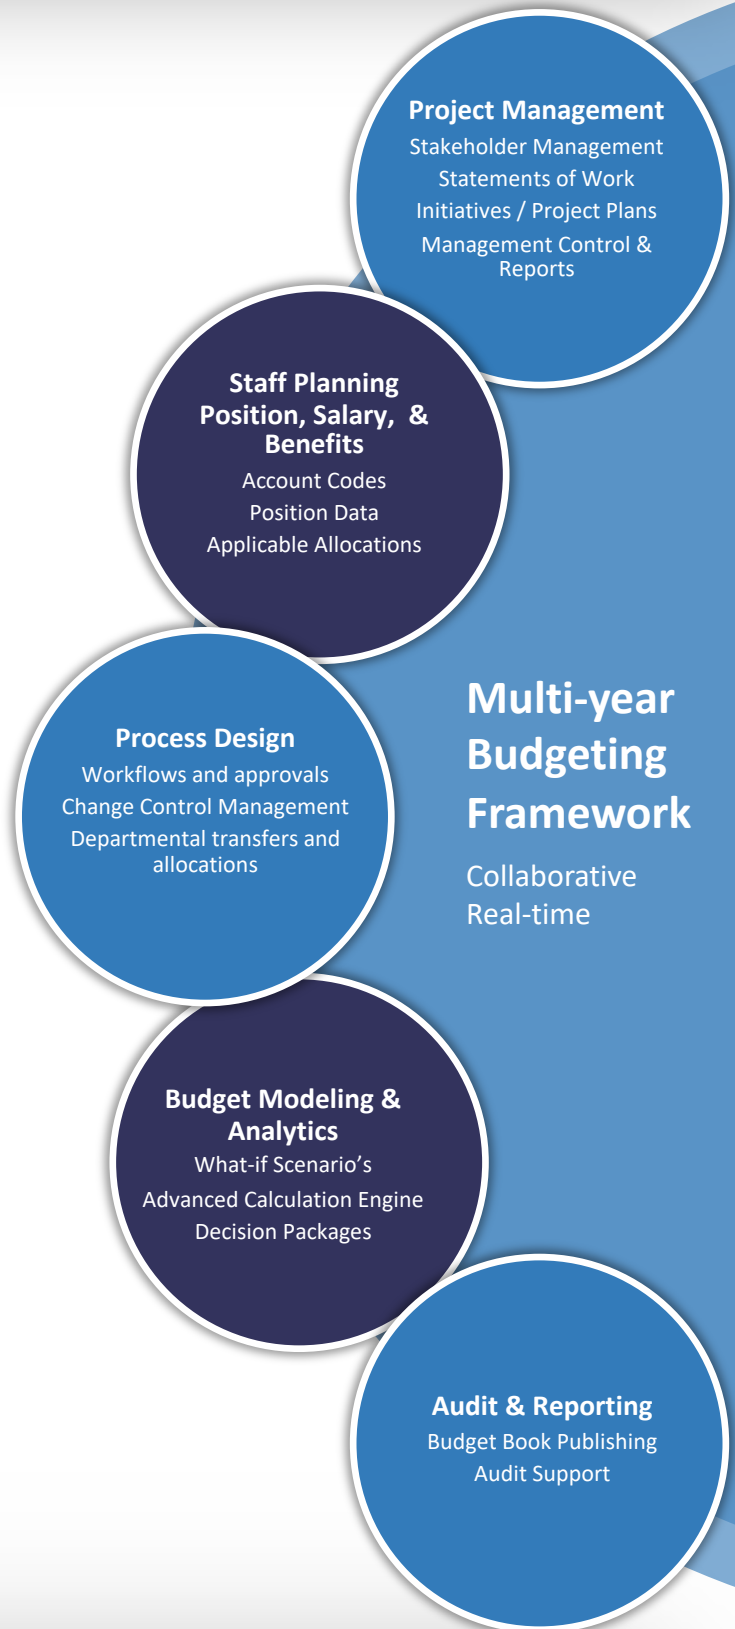 Project Management
Stakeholder Management
Statements of Work
Initiatives / Project Plans
Management Control &
Reports
Staff Planning
Position, Salary,  &
Benefits
Account Codes
Position Data
Applicable Allocations
Process Design
Workflows and approvals
Change Control Management
Departmental transfers and
allocations
Multi-year
Budgeting
Framework
Collaborative
Real-time
Budget Modeling &
Analytics
What-if Scenario’s
Advanced Calculation Engine
Decision Packages
Audit & Reporting
Budget Book Publishing
Audit Support